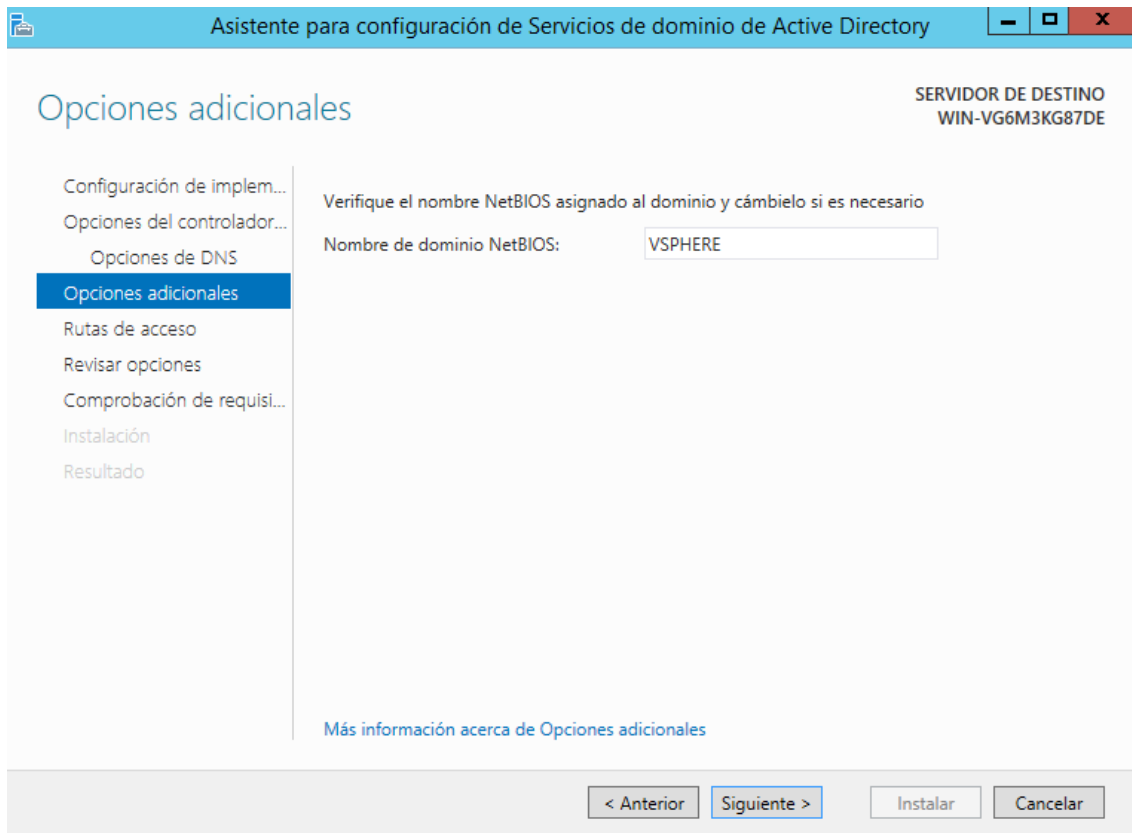 Asistente para configuración de Servicios de dominio de Active Directory
Opciones adicionales
SERVIDOR DE DESTINO
WIN-VG6M3KG87DE
Configuración de implem...
Opciones del controlador...
Opciones de DNS
Opciones adicionales
Rutas de acceso
Revisar opciones
Comprobación de requisi...
Instalación
Resultado
Verifique el nombre NetBIOS asignado al dominio y cámbielo si es necesario
Nombre de dominio NetBIOS: VSPHERE
Más información acerca de Opciones adicionales
< Anterior Siguiente > Instalar Cancelar